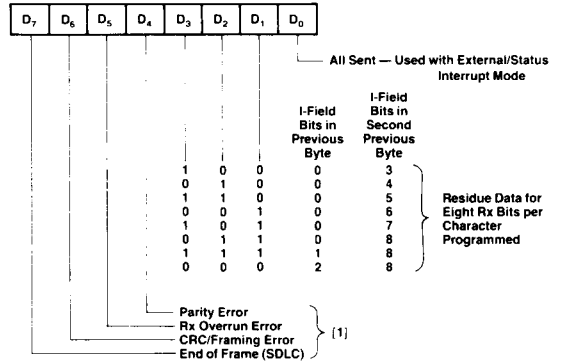 D7 D6 D5 D4 D3 D2 D1 D0
All Sent — Used with External/Status
Interrupt Mode
I-Field
Bits in
Previous
Byte
I-Field
Bits in
Second
Previous
Byte
1 0 0 0 3
0 1 0 0 4
1 1 0 0 5
0 0 1 0 6
1 0 1 0 7
0 1 1 0 8
1 1 1 1 8
0 0 0 2 8
Residue Data for
Eight Rx Bits per
Character
Programmed
Parity Error
Rx Overrun Error
CRC/Framing Error
End of Frame (SDLC)
[1]